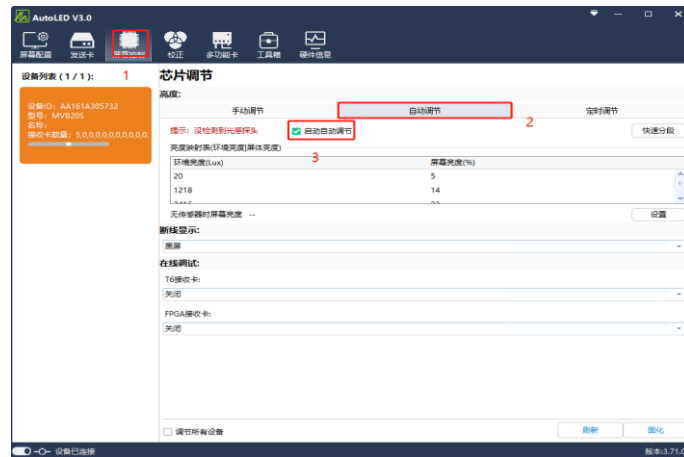 AutoLED V3.0
屏幕配置 发送卡 屏幕控制 校正 多功能卡 工具箱 硬件信息
设备列表 ( 1 / 1 ): 1 芯片调节
亮度:
设备ID: AA161A305732
型号: MVB20S
名称:
接收卡数量: 5,0,0,0,0,0,0,0,0,0,
手动调节 自动调节 定时调节
2
提示: 没检测到光感探头 启动自动调节 快速分段
3
亮度映射表(环境亮度|屏体亮度)
环境亮度(Lux) 屏幕亮度(%)
20 5
1218 14
无传感器时屏幕亮度 -- 设置
断线显示:
黑屏
在线调试:
T6接收卡:
关闭
FPGA接收卡:
关闭
调节所有设备 刷新 固化
设备已连接 版本:3.71.0